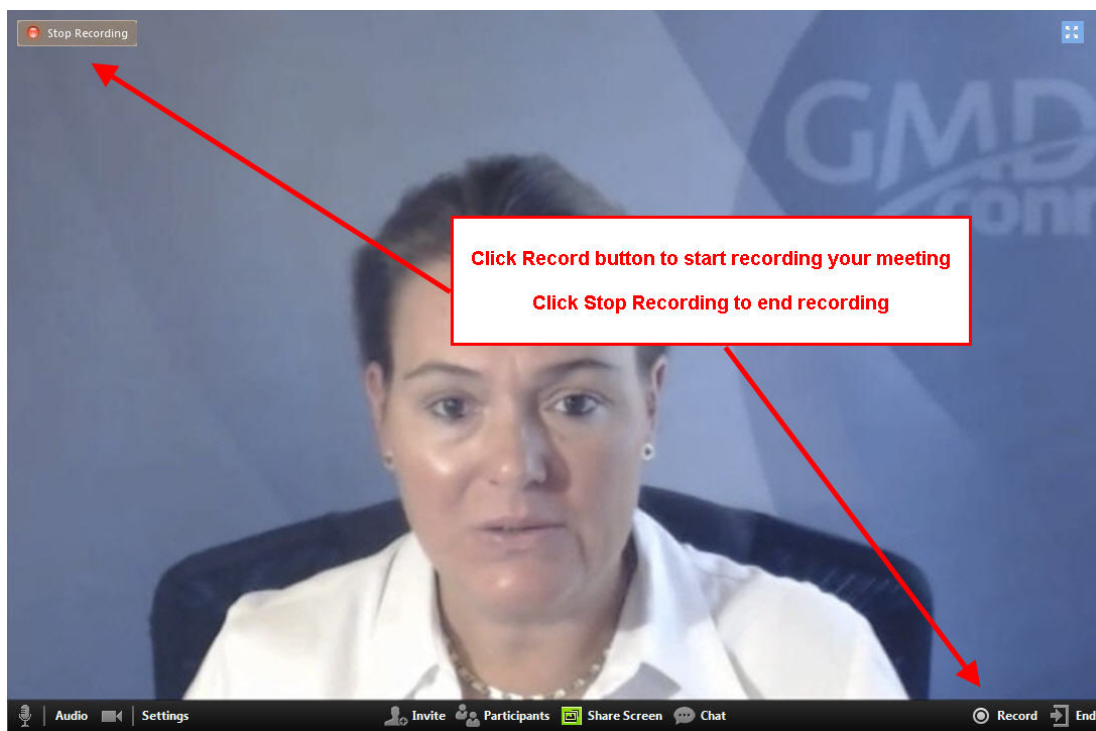 Stop Recording
GMD
conn
Click Record button to start recording your meeting
Click Stop Recording to end recording
Audio Settings Invite Participants Share Screen Chat Record End